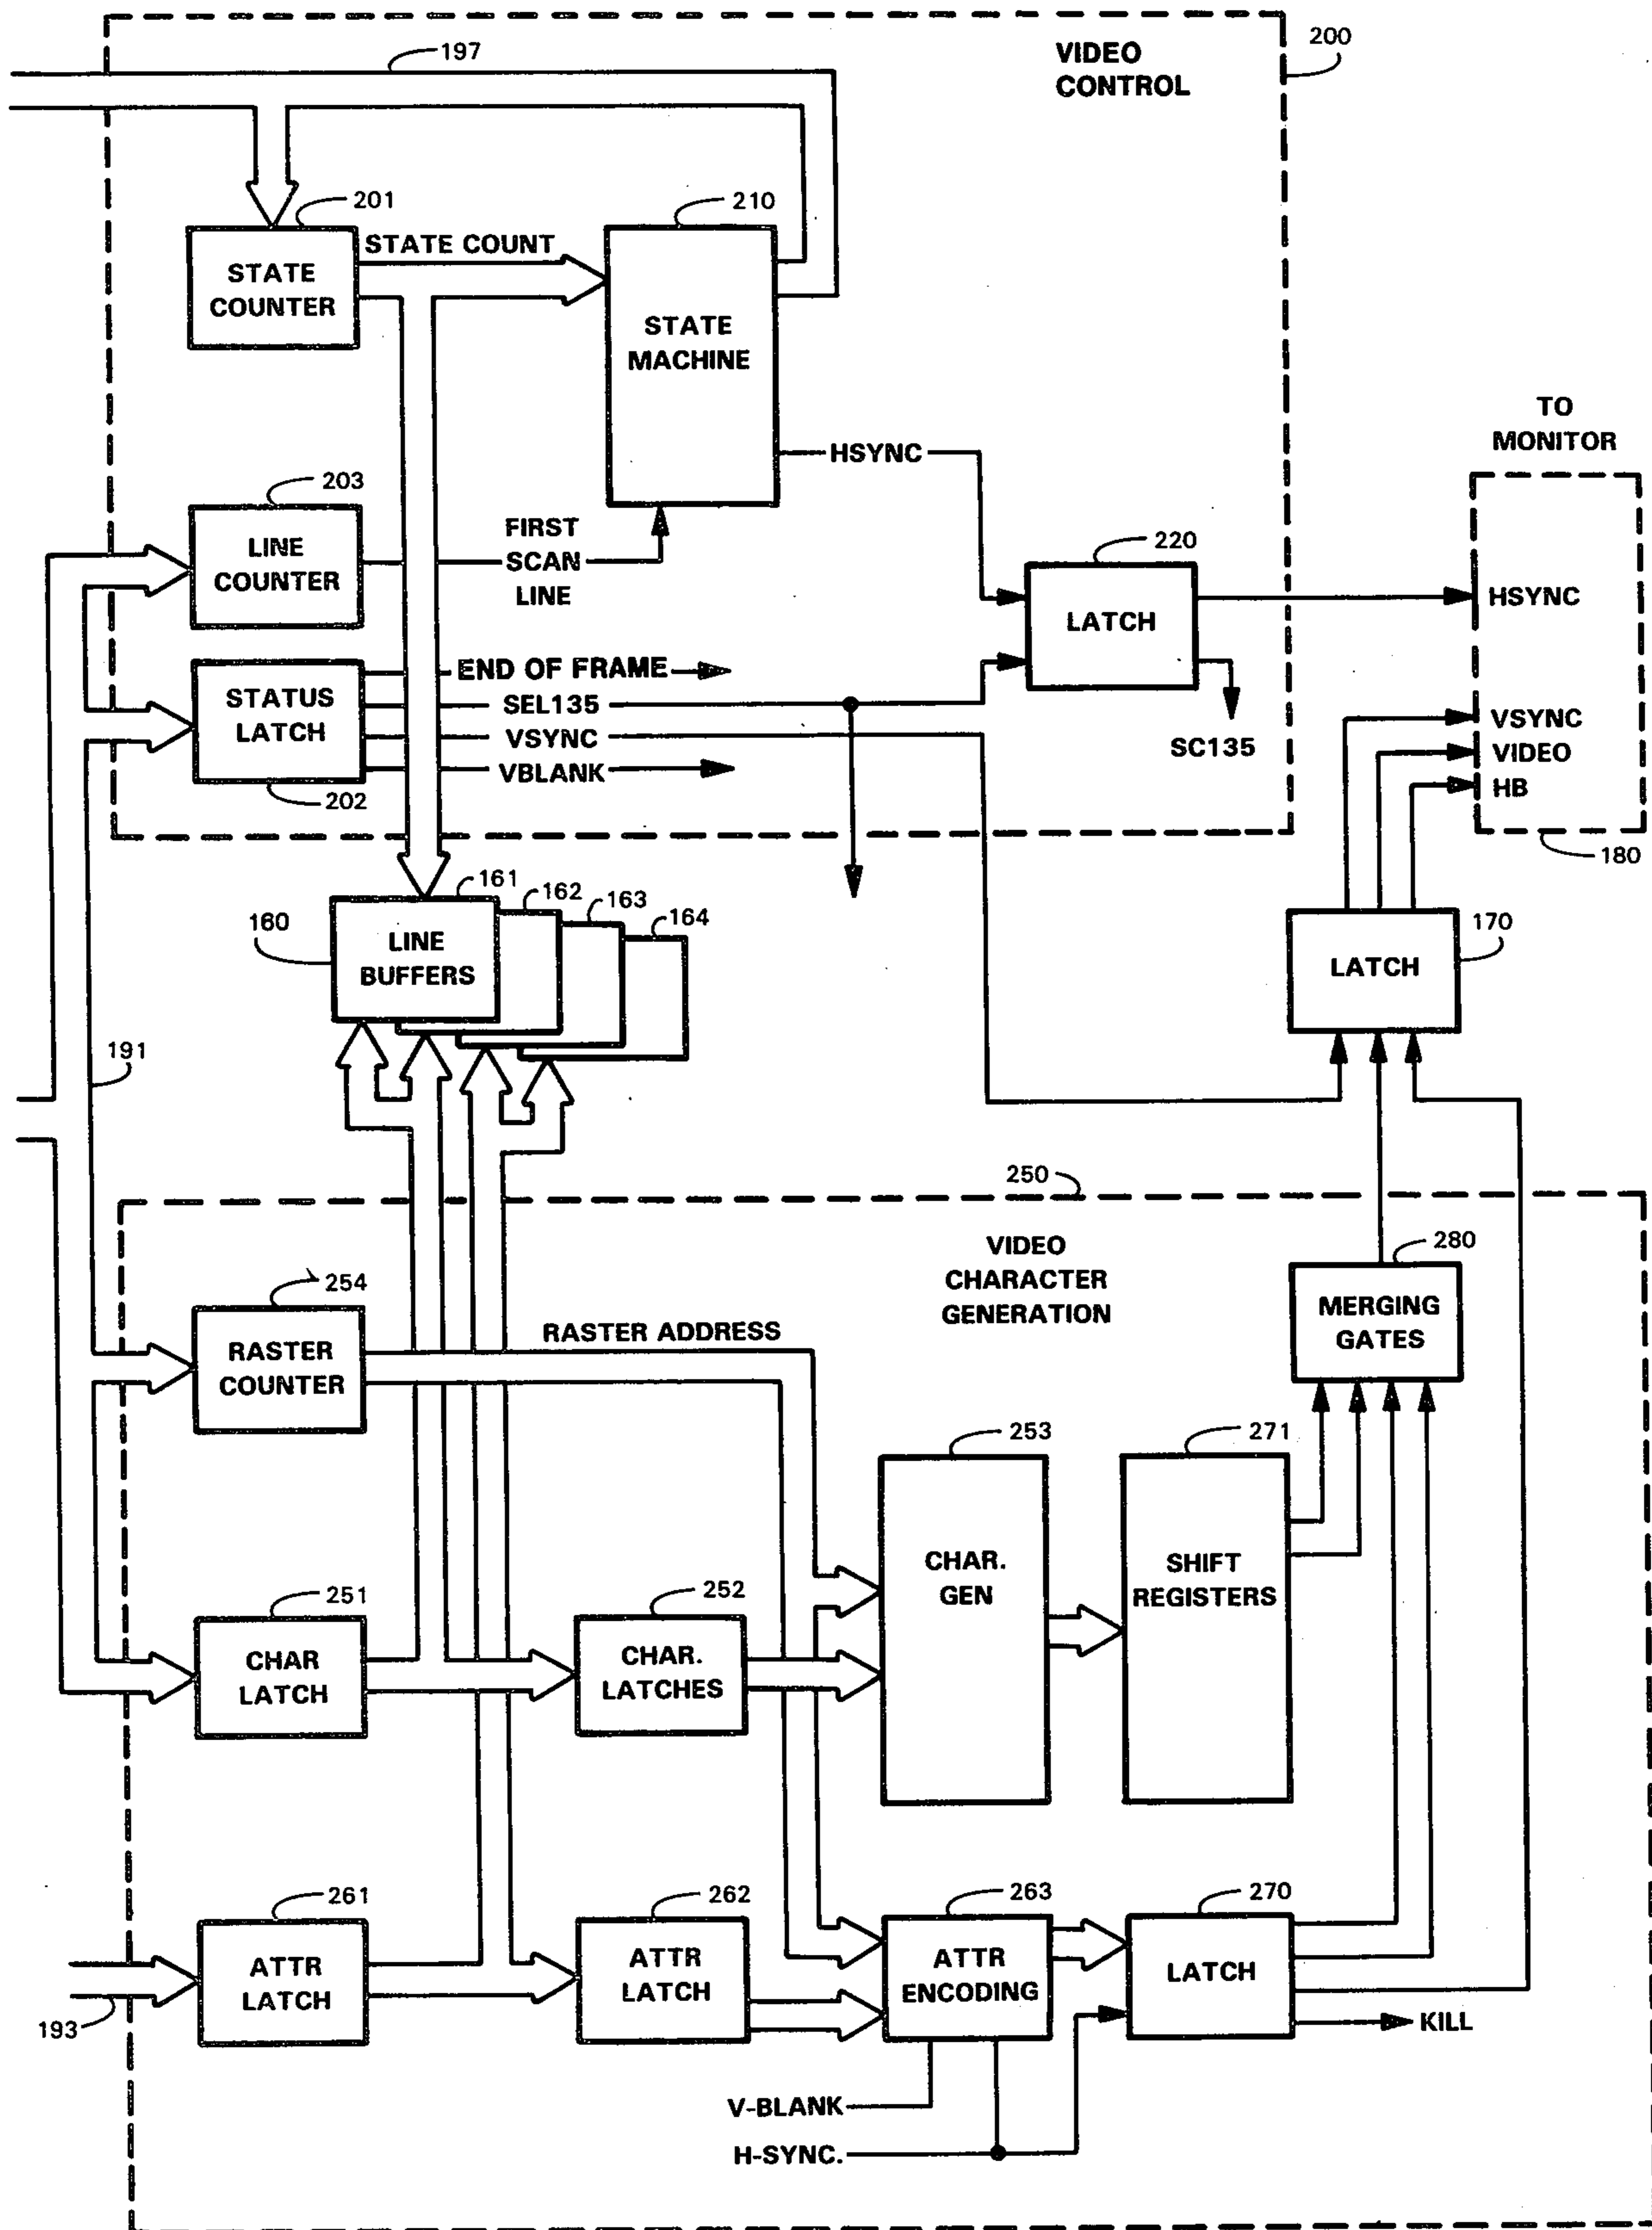 197
VIDEO
CONTROL
200
201
STATE COUNT
210
STATE
COUNTER
STATE
MACHINE
TO
MONITOR
HSYNC
203
LINE
COUNTER
FIRST
SCAN
LINE
220
LATCH
HSYNC
STATUS
LATCH
END OF FRAME
SEL135
VSYNC
VBLANK
202
SC135
VSYNC
VIDEO
HB
180
160
161
162
163
164
LINE
BUFFERS
170
LATCH
191
250
VIDEO
CHARACTER
GENERATION
254
RASTER
COUNTER
RASTER ADDRESS
280
MERGING
GATES
253
CHAR.
GEN
271
SHIFT
REGISTERS
251
CHAR
LATCH
252
CHAR.
LATCHES
261
ATTR
LATCH
262
ATTR
LATCH
263
ATTR
ENCODING
270
LATCH
193
KILL
V-BLANK
H-SYNC.